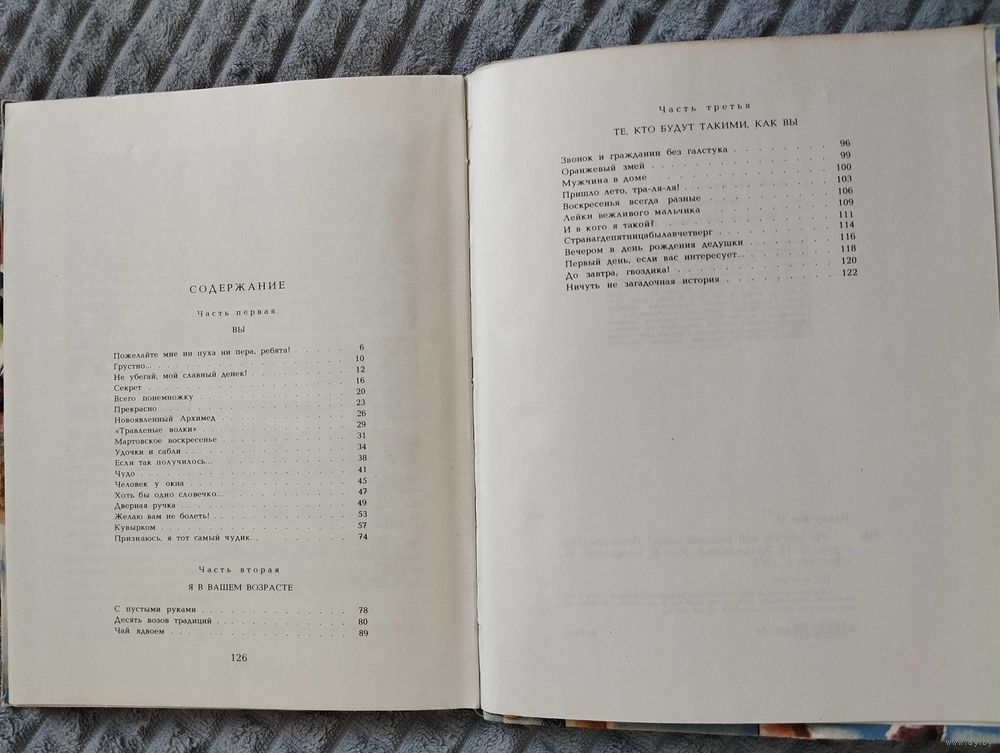 СОДЕРЖАНИЕ
Часть первая
ВЫ
Пожелайте мне ни пуха ни пера, ребята! . . . . . 6
Грустно... . . . . . . . . . . . . . . 10
Не убегай, мой славный денек! . . . . . . . . 12
Секрет . . . . . . . . . . . . . . . 16
Всего понемножку . . . . . . . . . . . . 20
Прекрасно . . . . . . . . . . . . . . 23
Новоявленный Архимед . . . . . . . . . . 26
«Травленые волки» . . . . . . . . . . . . 29
Мартовское воскресенье . . . . . . . . . . 31
Удочки и сабли . . . . . . . . . . . . . 34
Если так получилось... . . . . . . . . . . 38
Чудо . . . . . . . . . . . . . . . . 41
Человек у окна . . . . . . . . . . . . . 45
Хоть бы одно словечко... . . . . . . . . . . 47
Дверная ручка . . . . . . . . . . . . . 49
Желаю вам не болеть! . . . . . . . . . . . 53
Кувырком . . . . . . . . . . . . . . 57
Признаюсь, я тот самый чудик... . . . . . . . 74
Часть вторая
Я В ВАШЕМ ВОЗРАСТЕ
С пустыми руками . . . . . . . . . . . . 78
Десять возов традиций . . . . . . . . . . . 80
Чай вдвоем . . . . . . . . . . . . . . 89
126
Часть третья
ТЕ, КТО БУДУТ ТАКИМИ, КАК ВЫ
Звонок и гражданин без галстука . . . . . . . . 96
Оранжевый змей . . . . . . . . . . . . . 99
Мужчина в доме . . . . . . . . . . . . . 100
Пришло лето, тра-ля-ля! . . . . . . . . . . 103
Воскресенья всегда разные . . . . . . . . . 106
Лейки вежливого мальчика . . . . . . . . . 109
И в кого я такой? . . . . . . . . . . . . 111
Странагдепятницабылавчетверг . . . . . . . . 114
Вечером в день рождения дедушки . . . . . . . 116
Первый день, если вас интересует... . . . . . . 118
До завтра, гвоздика! . . . . . . . . . . . 120
Ничуть не загадочная история . . . . . . . . 122
www.ay.by